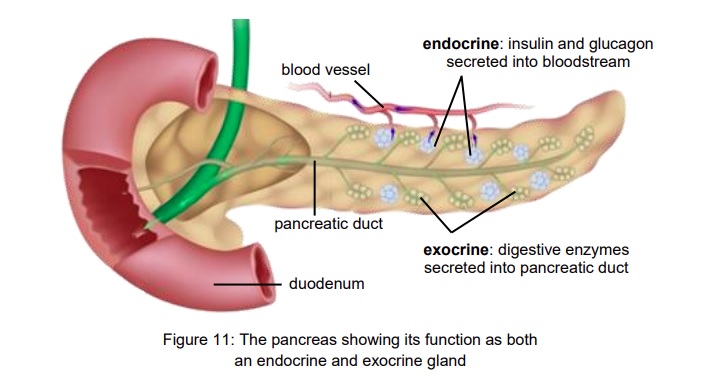 endocrine: insulin and glucagon
secreted into bloodstream
blood vessel
pancreatic duct
exocrine: digestive enzymes
secreted into pancreatic duct
duodenum
Figure 11: The pancreas showing its function as both
an endocrine and exocrine gland